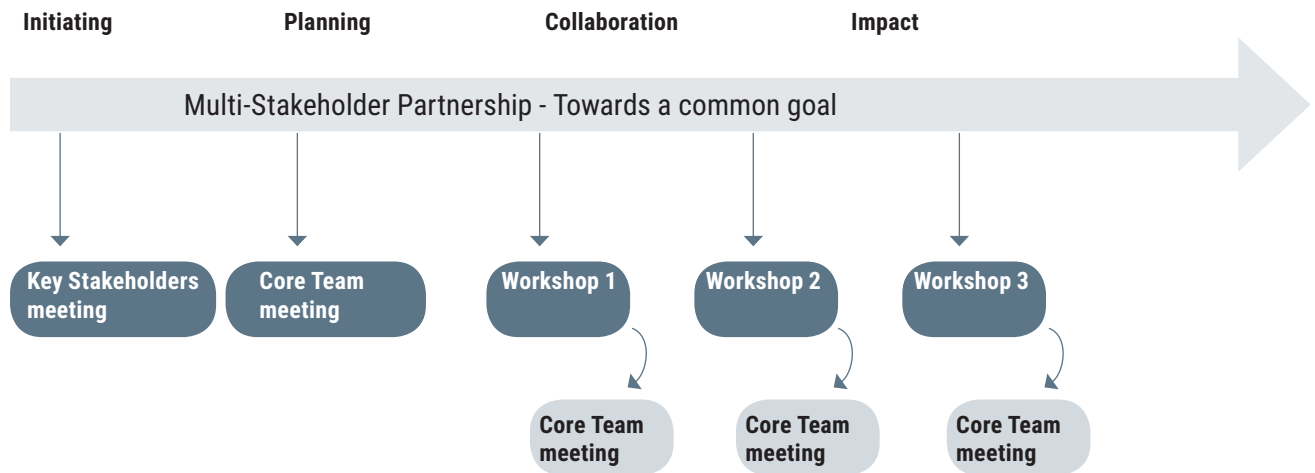 Initiating Planning Collaboration Impact
Multi-Stakeholder Partnership - Towards a common goal
Key Stakeholders
meeting
Core Team
meeting
Workshop 1
Workshop 2
Workshop 3
Core Team
meeting
Core Team
meeting
Core Team
meeting